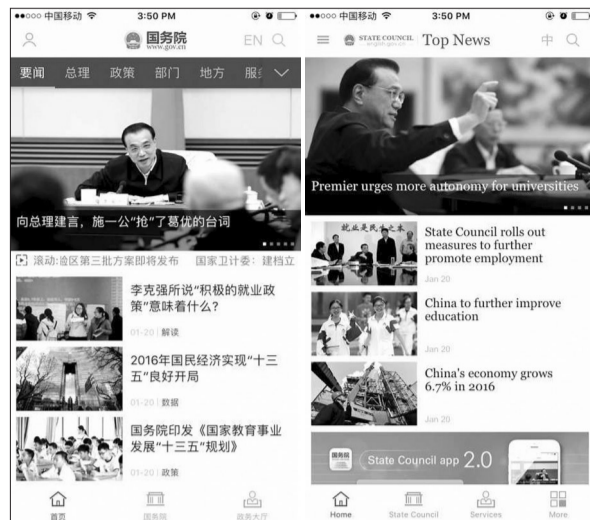 中国移动 3:50 PM
国务院
www.gov.cn
EN
要闻 总理 政策 部门 地方 服务
向总理建言，施一公“抢”了葛优的台词
滚动:验区第三批方案即将发布 国家卫计委：建档立
李克强所说“积极的就业政
策”意味着什么？
01-20 | 解读
2016年国民经济实现“十三
五”良好开局
01-20 | 数据
国务院印发《国家教育事业
发展“十三五”规划》
01-20 | 政策
首页 国务院 政务大厅
中国移动 3:50 PM
STATE COUNCIL
english.gov.cn
Top News
中
Premier urges more autonomy for universities
就业是民生之本
State Council rolls out
measures to further
promote employment
Jan 20
China to further improve
education
Jan 20
China's economy grows
6.7% in 2016
Jan 20
国务院
State Council app 2.0
Home State Council Services More